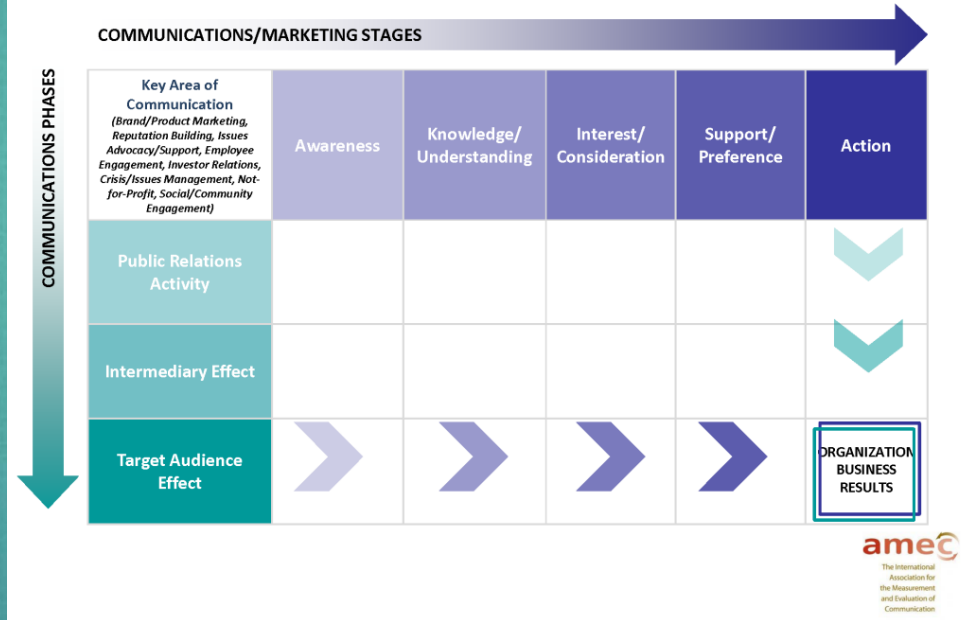 COMMUNICATIONS/MARKETING STAGES
COMMUNICATIONS PHASES
Key Area of
Communication
(Brand/Product Marketing,
Reputation Building, Issues
Advocacy/Support, Employee
Engagement, Investor Relations,
Crisis/Issues Management, Not-
for-Profit, Social/Community
Engagement)
Awareness
Knowledge/
Understanding
Interest/
Consideration
Support/
Preference
Action
Public Relations
Activity
Intermediary Effect
Target Audience
Effect
ORGANIZATION
BUSINESS
RESULTS
amec
The International
Association for
the Measurement
and Evaluation of
Communication